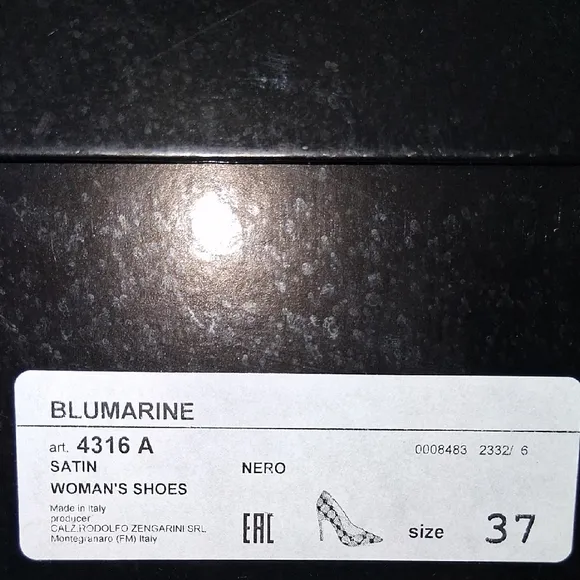 BLUMARINE
art. 4316 A 0008483 2332/ 6
SATIN NERO
WOMAN'S SHOES
Made in Italy
producer
CALZ.RODOLFO ZENGARINI SRL
Montegranaro (FM) Italy
EAC size 37